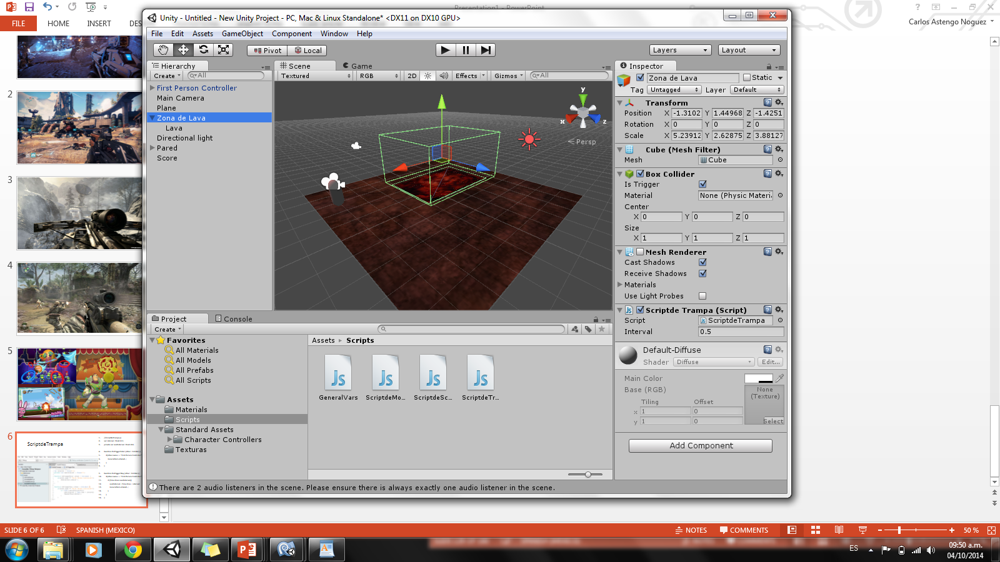 Presentation1 - PowerPoint
FILE
HOME
INSERT
DES
Carlos Astengo Noguez
Unity - Untitled - New Unity Project - PC, Mac & Linux Standalone* <DX11 on DX10 GPU>
File Edit Assets GameObject Component Window Help
Pivot
Local
Layers
Layout
Hierarchy
Create
All
First Person Controller
Main Camera
Plane
Zona de Lava
Lava
Directional light
Pared
Score
Scene
Game
Textured
RGB
2D
Effects
Gizmos
All
y
x
z
Persp
Inspector
Zona de Lava
Static
Tag Untagged
Layer Default
Transform
Position X -1.3102 Y 1.44968 Z -1.4251
Rotation X 0 Y 0 Z 0
Scale X 5.23912 Y 2.62875 Z 3.88127
Cube (Mesh Filter)
Mesh Cube
Box Collider
Is Trigger
Material None (Physic Materi
Center
X 0 Y 0 Z 0
Size
X 1 Y 1 Z 1
Mesh Renderer
Cast Shadows
Receive Shadows
Materials
Use Light Probes
Scriptde Trampa (Script)
Script ScriptdeTrampa
Interval 0.5
Default-Diffuse
Shader Diffuse Edit...
Main Color
Base (RGB)
None
(Texture)
Tiling Offset
x 1 0
y 1 0
Select
Add Component
Project
Console
Create
Favorites
All Materials
All Models
All Prefabs
All Scripts
Assets
Materials
Scripts
Standard Assets
Character Controllers
Texturas
Assets Scripts
JS JS JS JS
GeneralVars ScriptdeMo... ScriptdeSc... ScriptdeTr...
There are 2 audio listeners in the scene. Please ensure there is always exactly one audio listener in the scene.
2
3
4
5
6
ScriptdeTrampa
SLIDE 6 OF 6
SPANISH (MEXICO)
NOTES
COMMENTS
50 %
ES
09:50 a.m.
04/10/2014